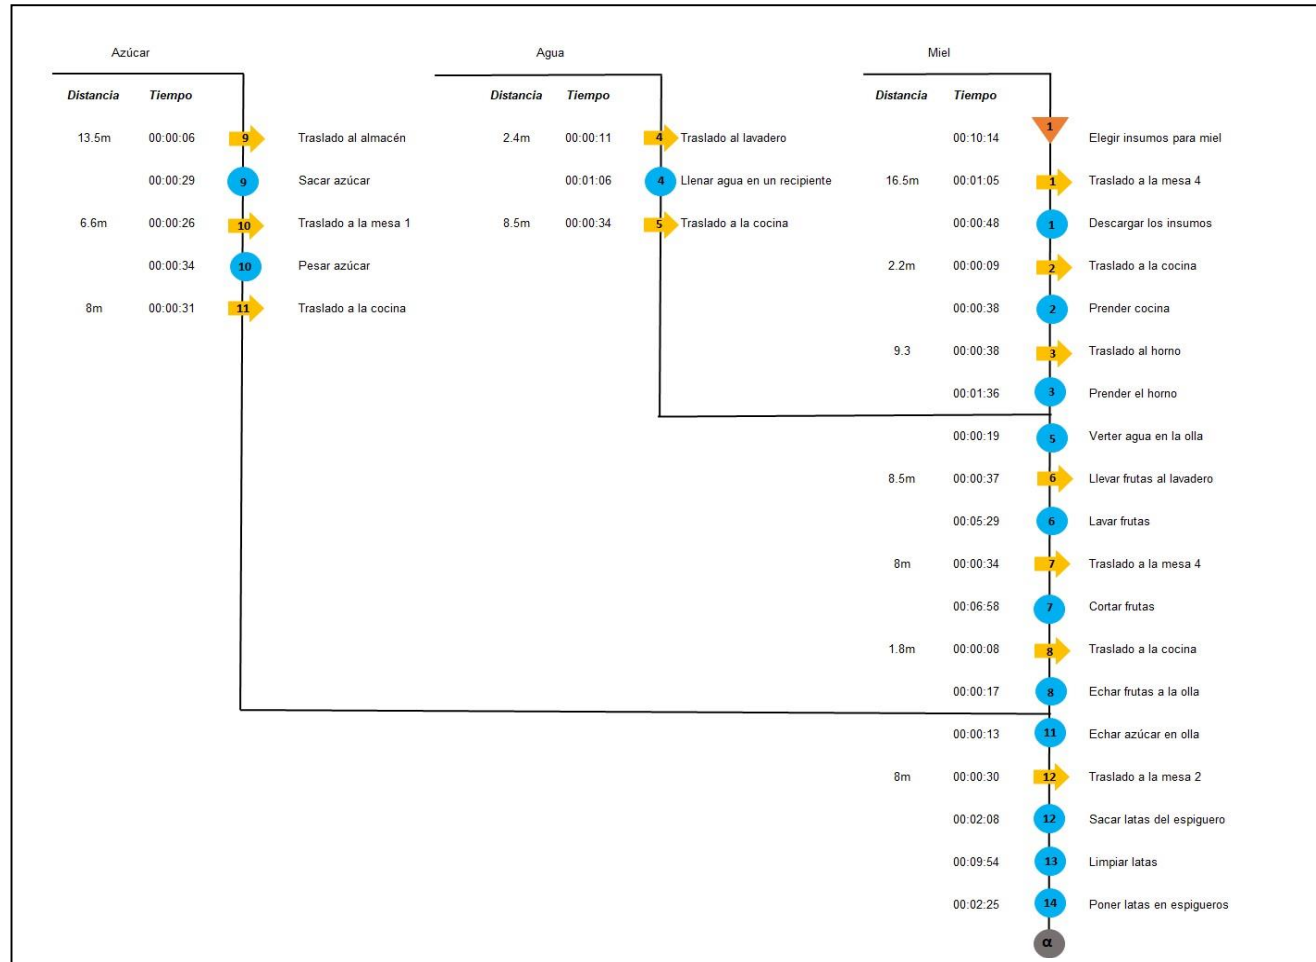 Azúcar Agua Miel
Distancia Tiempo Distancia Tiempo Distancia Tiempo
13.5m 00:00:06 9 Traslado al almacén 2.4m 00:00:11 4 Traslado al lavadero 00:10:14 1 Elegir insumos para miel
00:00:29 9 Sacar azúcar 00:01:06 4 Llenar agua en un recipiente 16.5m 00:01:05 1 Traslado a la mesa 4
6.6m 00:00:26 10 Traslado a la mesa 1 8.5m 00:00:34 5 Traslado a la cocina 00:00:48 1 Descargar los insumos
00:00:34 10 Pesar azúcar 2.2m 00:00:09 2 Traslado a la cocina
8m 00:00:31 11 Traslado a la cocina 00:00:38 2 Prender cocina
9.3 00:00:38 3 Traslado al horno
00:01:36 3 Prender el horno
00:00:19 5 Verter agua en la olla
8.5m 00:00:37 6 Llevar frutas al lavadero
00:05:29 6 Lavar frutas
8m 00:00:34 7 Traslado a la mesa 4
00:06:58 7 Cortar frutas
1.8m 00:00:08 8 Traslado a la cocina
00:00:17 8 Echar frutas a la olla
00:00:13 11 Echar azúcar en olla
8m 00:00:30 12 Traslado a la mesa 2
00:02:08 12 Sacar latas del espiguero
00:09:54 13 Limpiar latas
00:02:25 14 Poner latas en espigueros
α